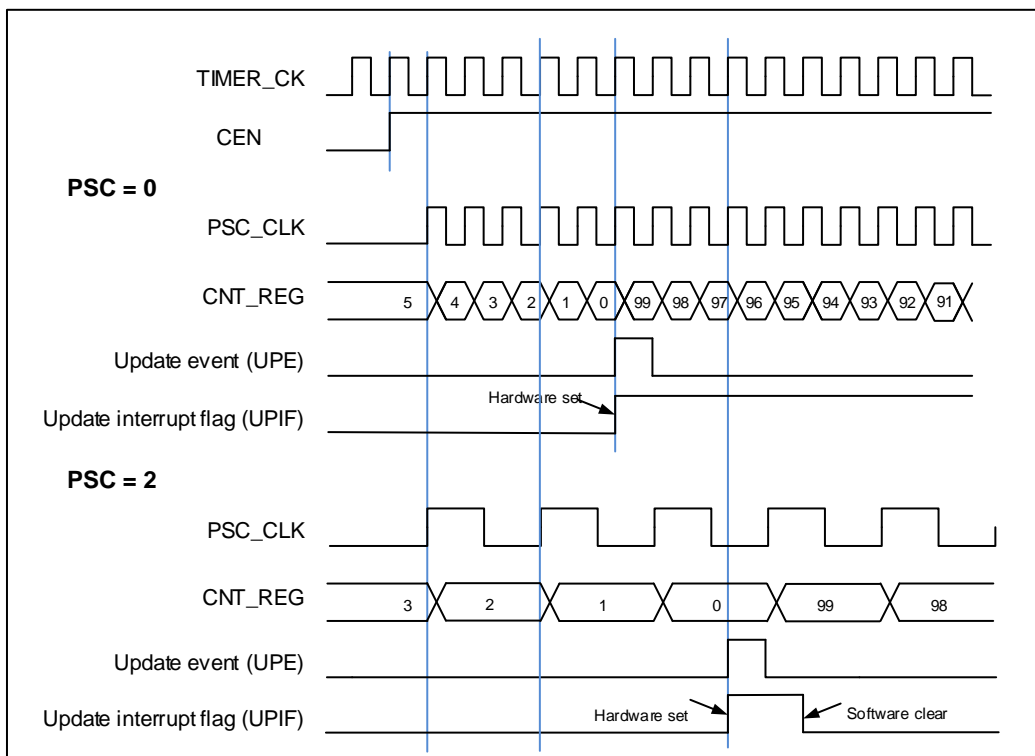 TIMER_CK
CEN
PSC = 0
PSC_CLK
CNT_REG 5 4 3 2 1 0 99 98 97 96 95 94 93 92 91
Update event (UPE)
Hardware set
Update interrupt flag (UPIF)
PSC = 2
PSC_CLK
CNT_REG 3 2 1 0 99 98
Update event (UPE)
Update interrupt flag (UPIF) Hardware set Software clear